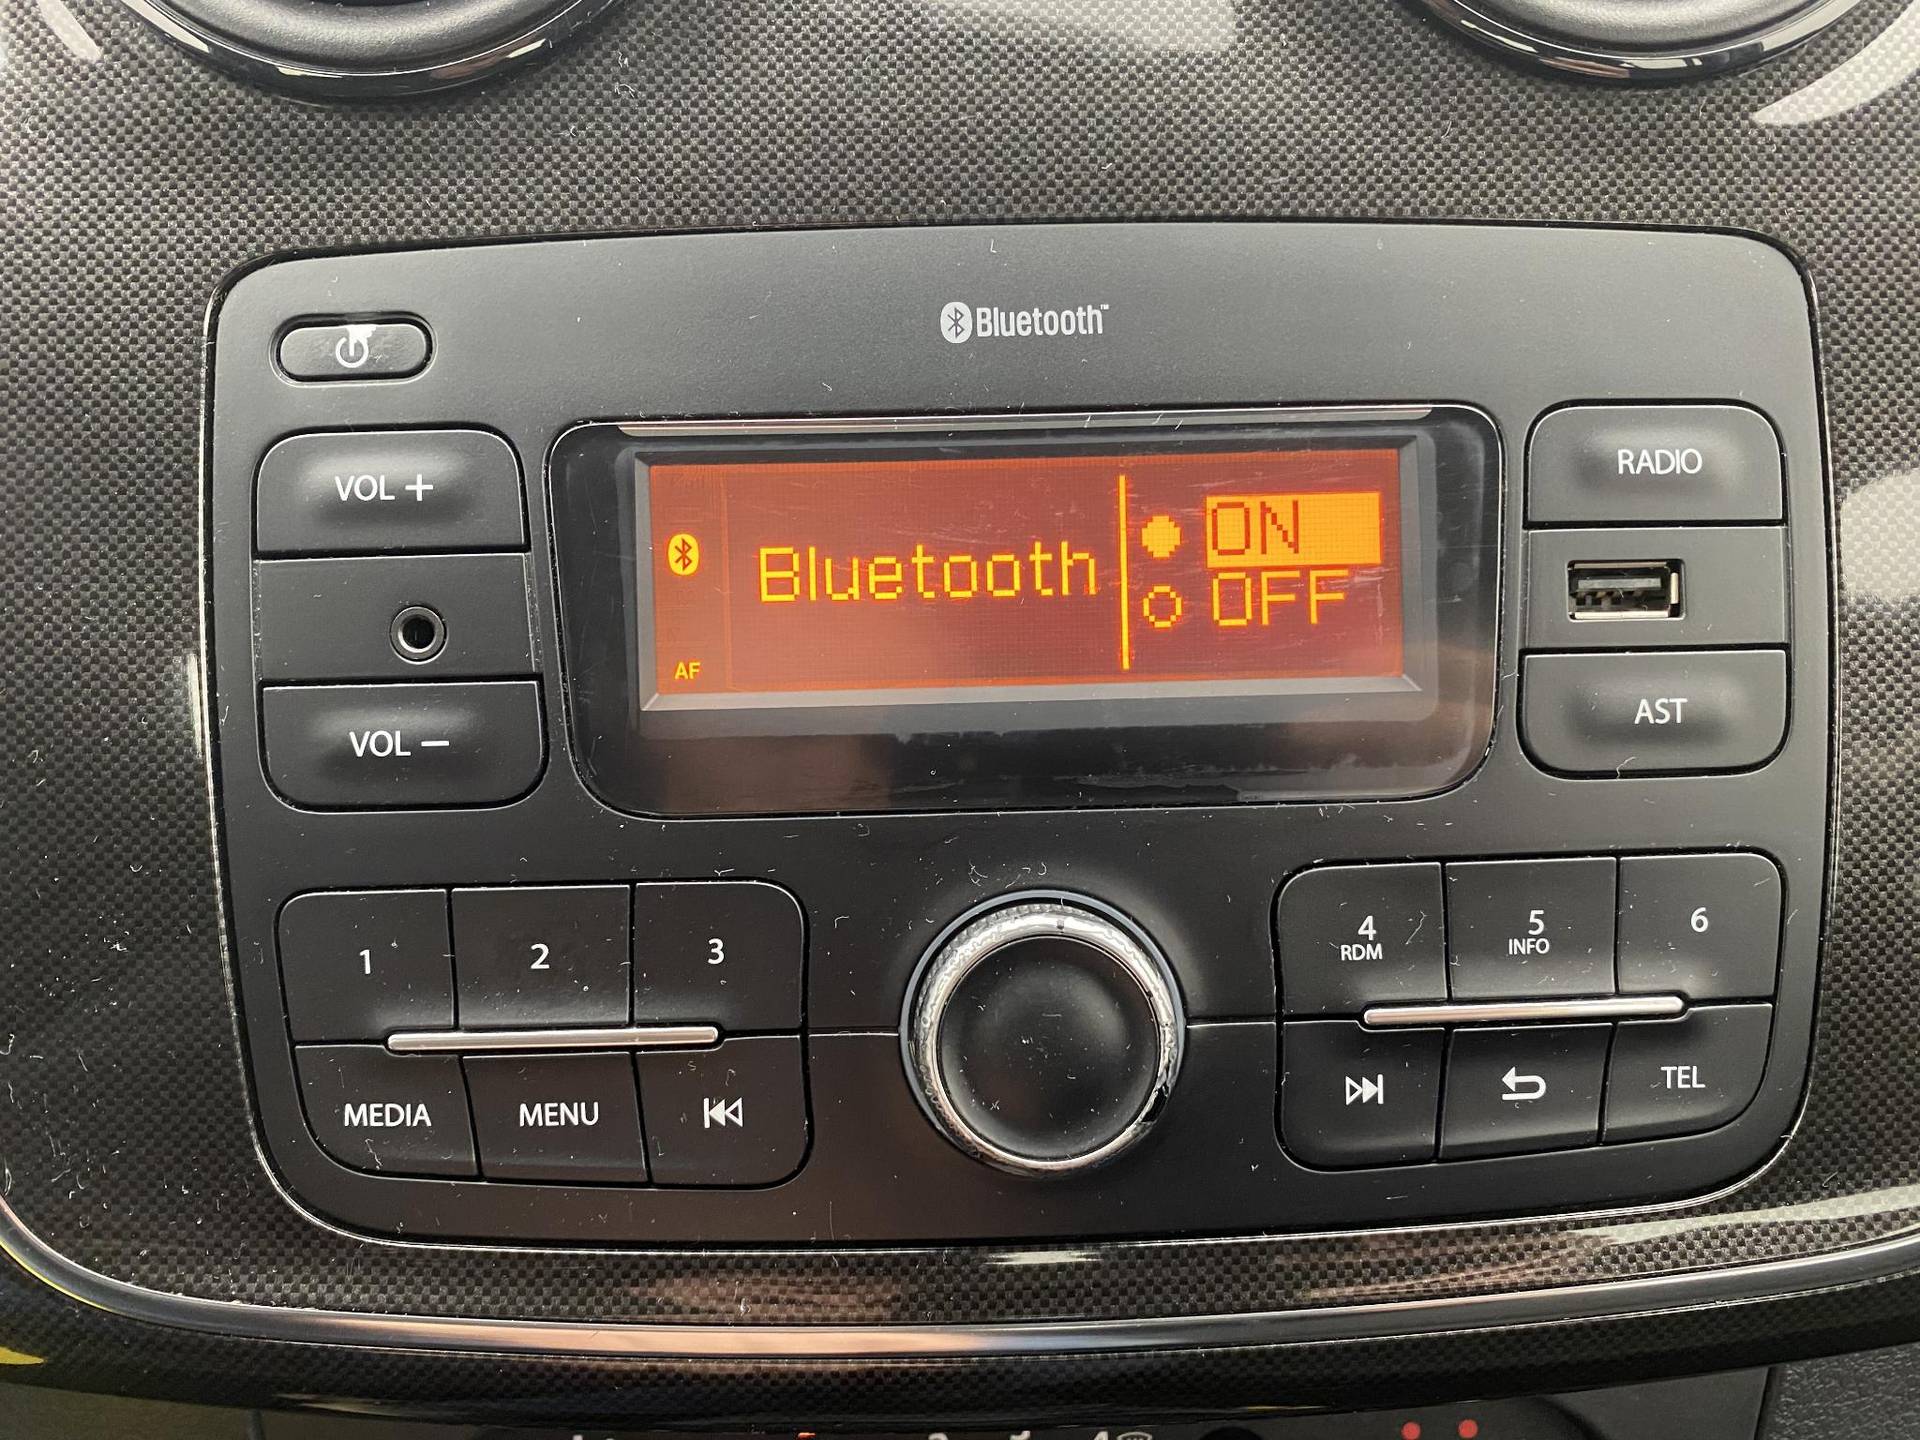 Bluetooth™
VOL +
RADIO
Bluetooth
ON
OFF
AF
VOL −
AST
1
2
3
4
RDM
5
INFO
6
MEDIA
MENU
TEL